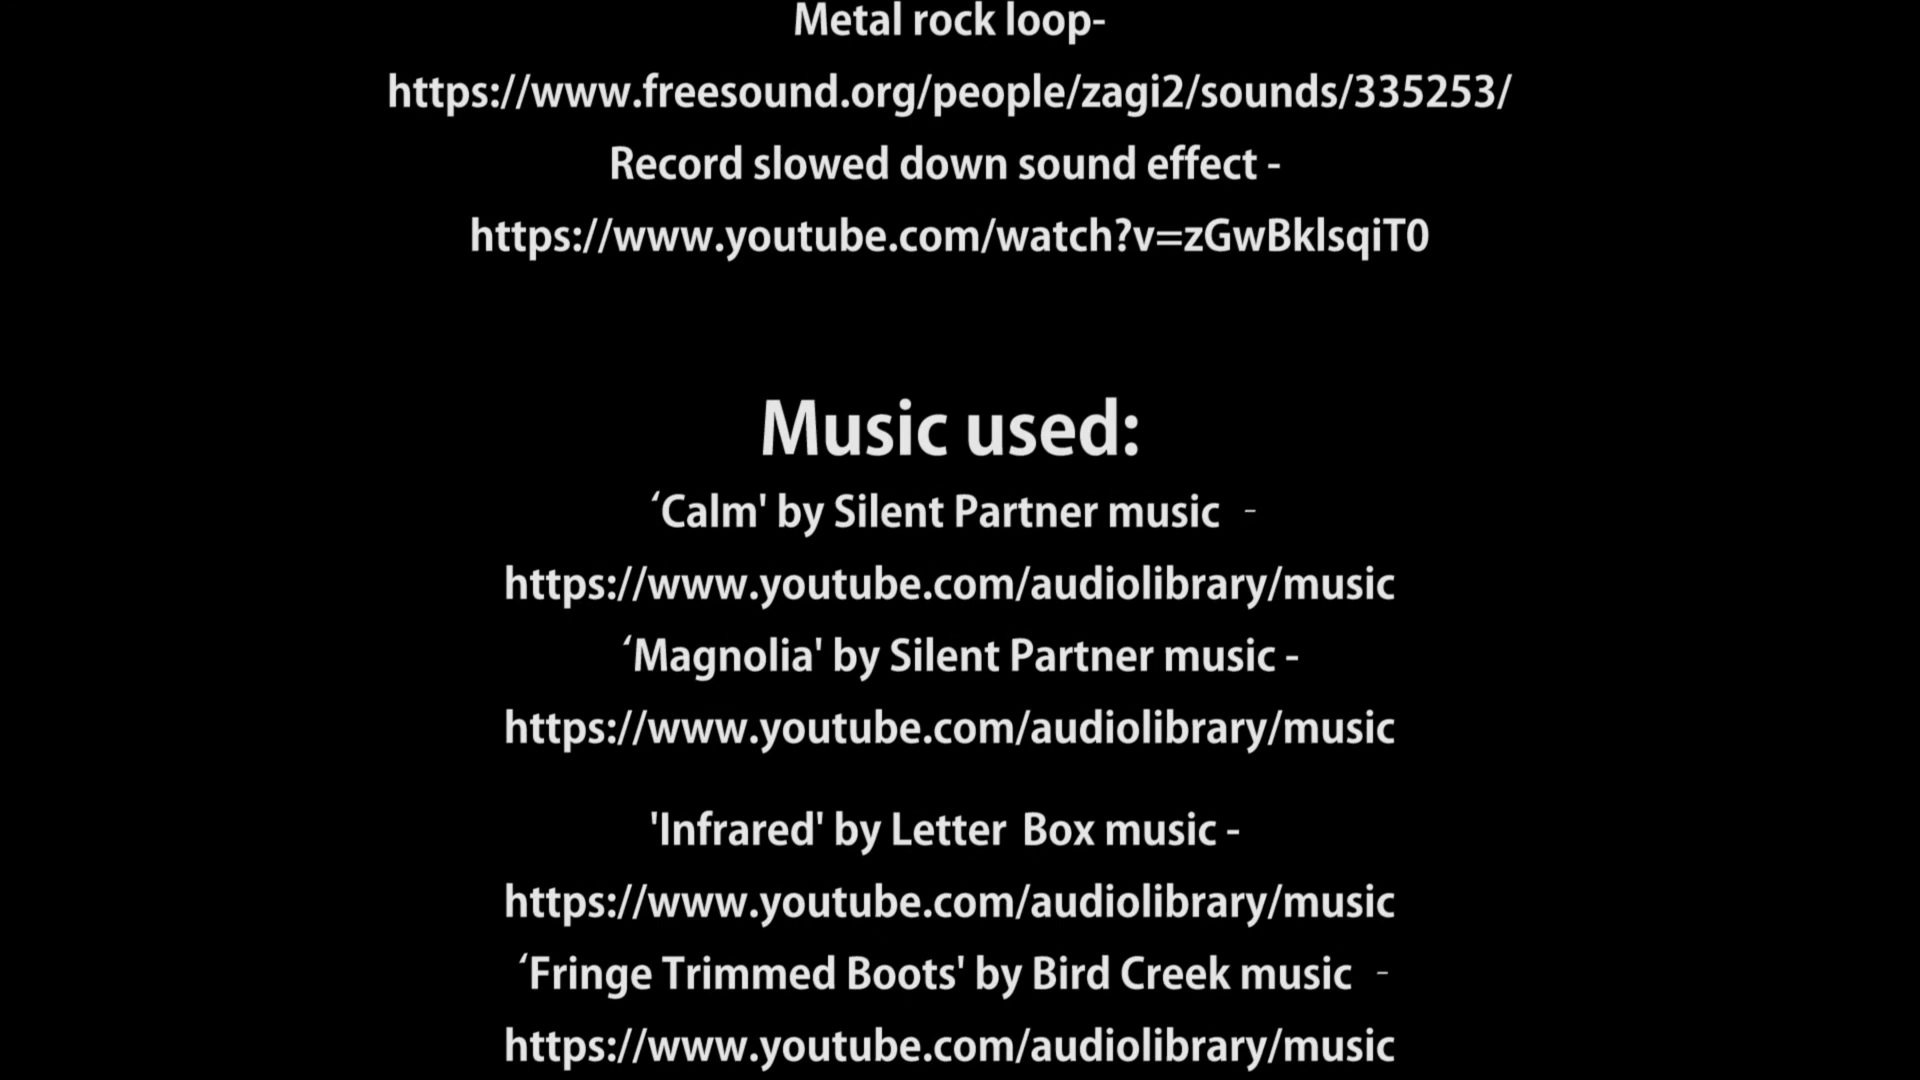 Metal rock loop-
https://www.freesound.org/people/zagi2/sounds/335253/
Record slowed down sound effect -
https://www.youtube.com/watch?v=zGwBklsqiT0
Music used:
‘Calm' by Silent Partner music -
https://www.youtube.com/audiolibrary/music
‘Magnolia' by Silent Partner music -
https://www.youtube.com/audiolibrary/music
'Infrared' by Letter Box music -
https://www.youtube.com/audiolibrary/music
‘Fringe Trimmed Boots' by Bird Creek music -
https://www.youtube.com/audiolibrary/music